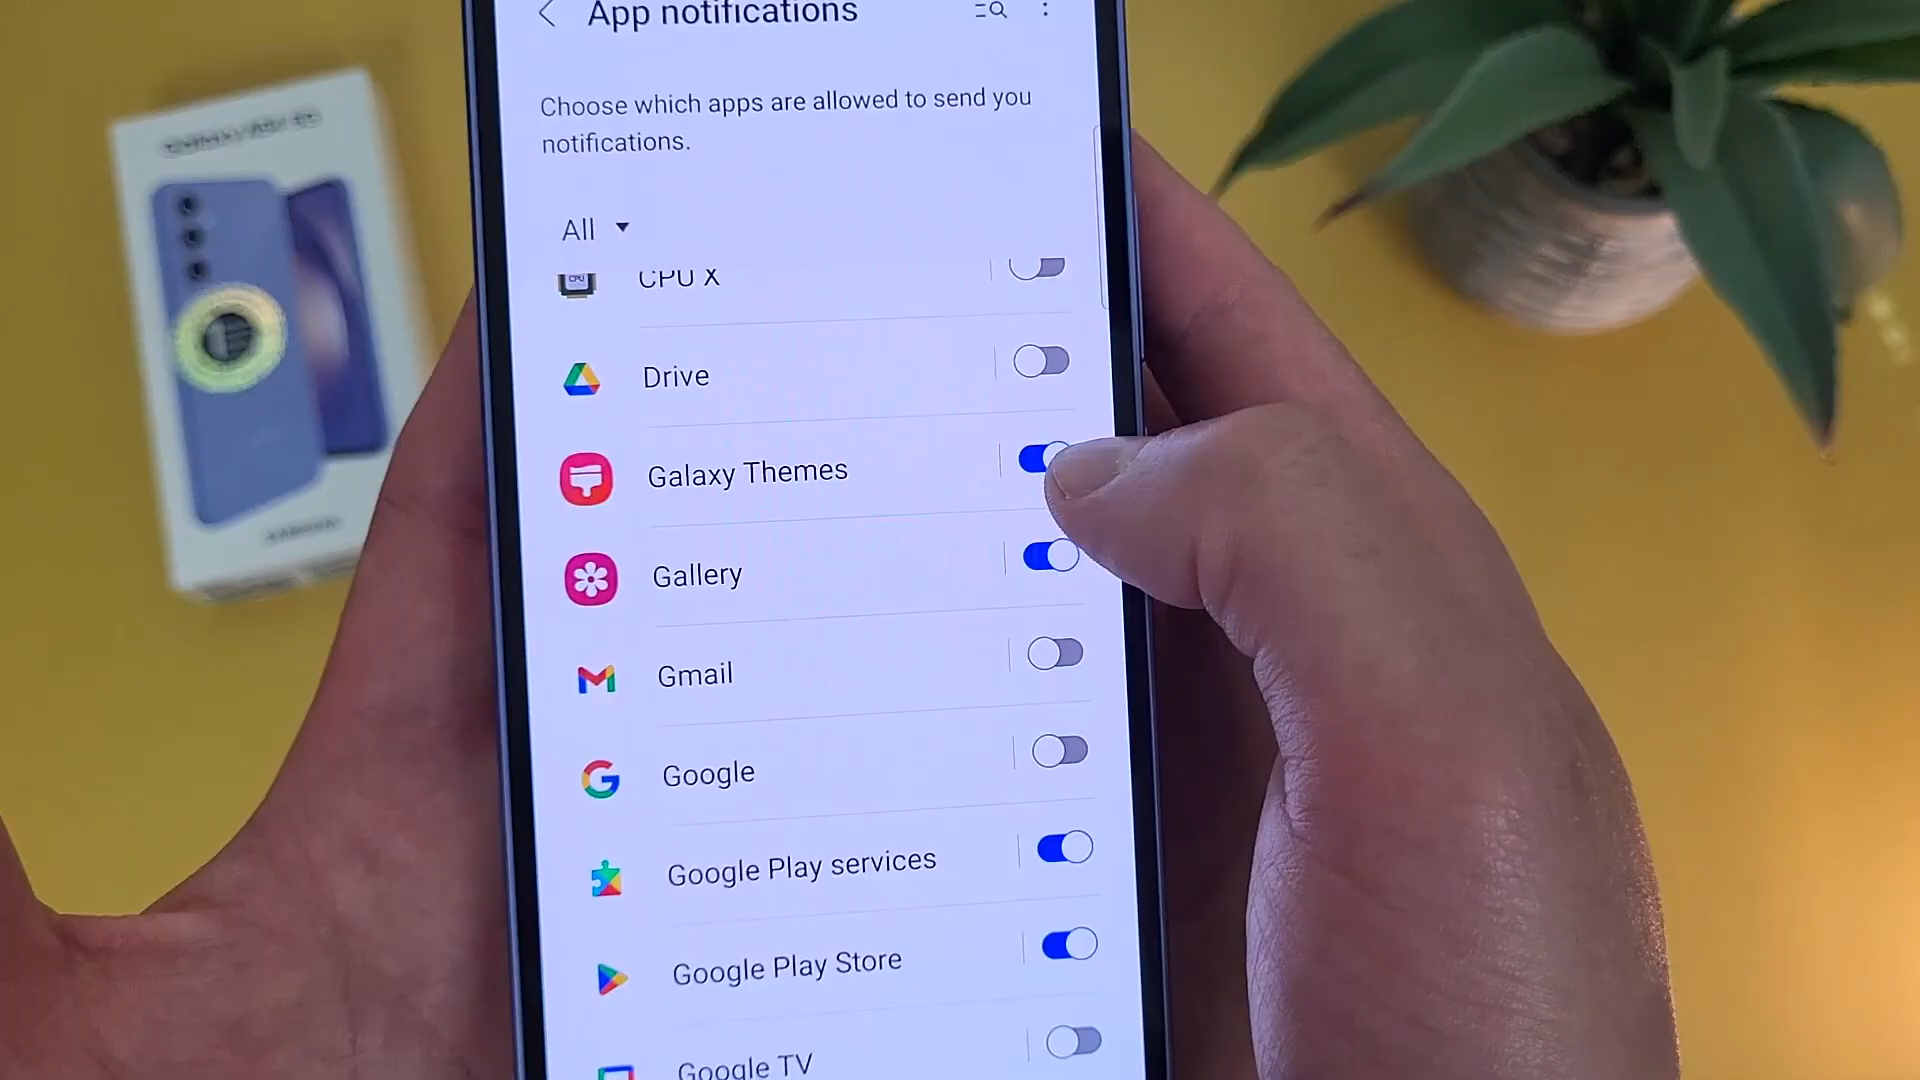 App notifications
Choose which apps are allowed to send you
notifications.
All
CPU X
Drive
Galaxy Themes
Gallery
Gmail
Google
Google Play services
Google Play Store
Google TV
SAMSUNG